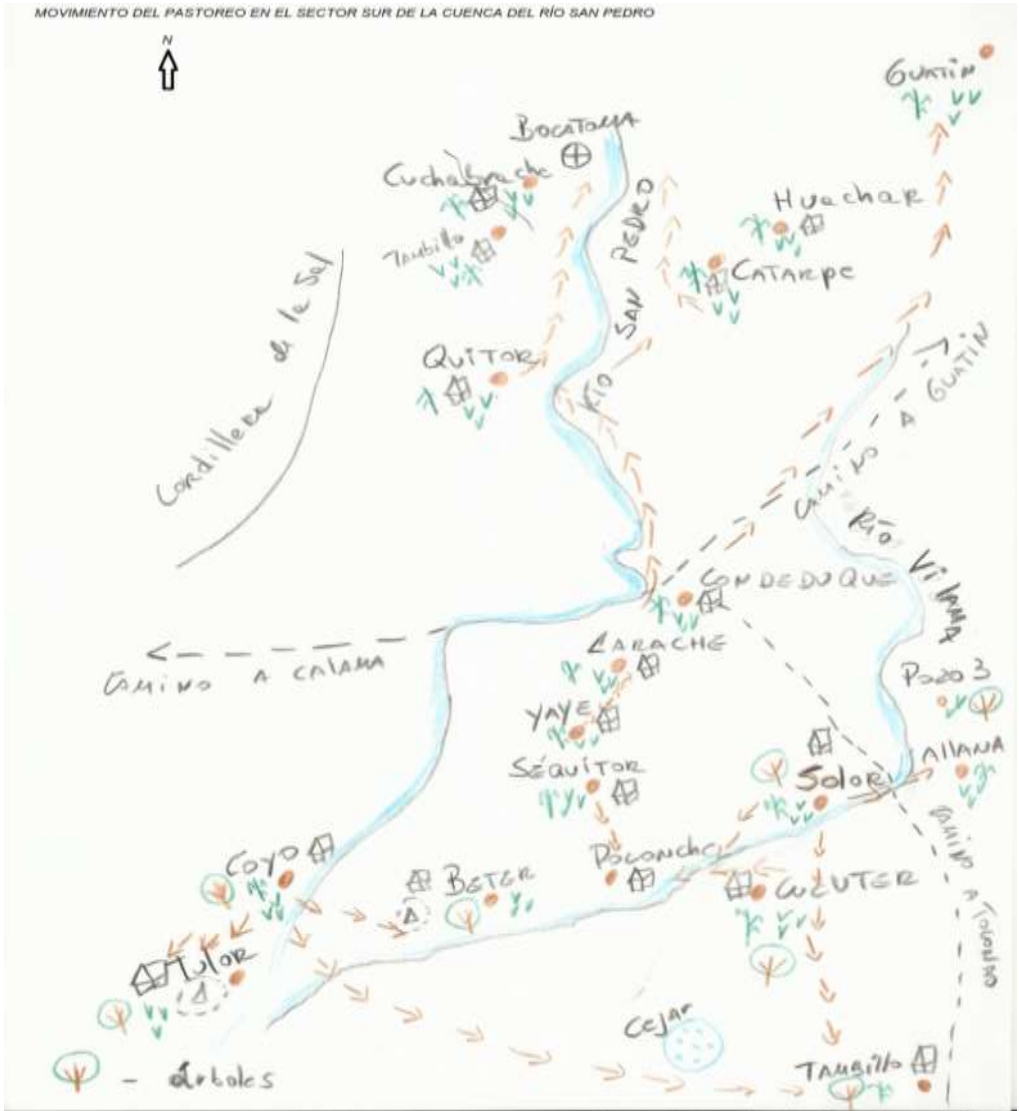 MOVIMIENTO DEL PASTOREO EN EL SECTOR SUR DE LA CUENCA DEL RÍO SAN PEDRO
N
GUATIN
BOCATOMA
Cuchabrache
Tambillo
Huachar
CATARPE
RÍO SAN PEDRO
Cordillera de la Sal
QUITOR
CAMINO A GUATIN
RÍO VILAMA
CONDEDUQUE
LARACHE
CAMINO A CALAMA
POZO 3
YAYE
SÉQUITOR
Solor
AllANA
COYO
BETER
POCONCHE
CUCUTER
CAMINO A TOCONAO
Tulor
Cejar
TAMBIllO
- Árboles